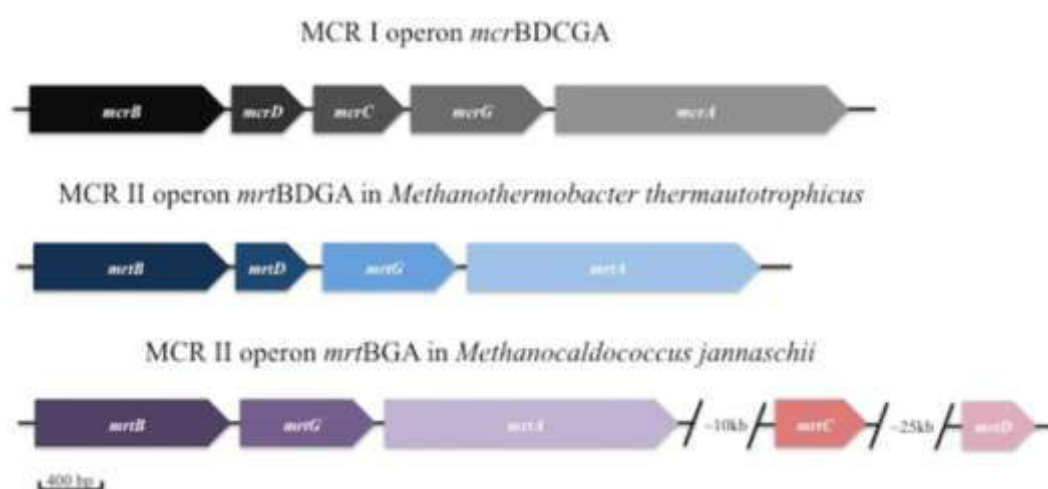 MCR I operon mcrBDCGA
mcrB mcrD mcrC mcrG mcrA
MCR II operon mrtBDGA in Methanothermobacter thermautotrophicus
mrtB mrtD mrtG mrtA
MCR II operon mrtBGA in Methanocaldococcus jannaschii
mrtB mrtG mrtA ~10kb mrtC ~25kb mrtD
400 bp